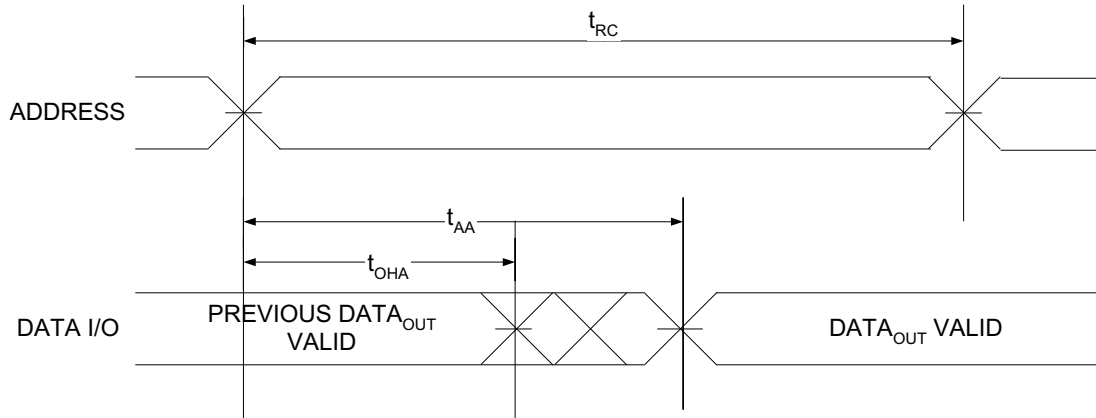 tRC
ADDRESS
tAA
tOHA
DATA I/O
PREVIOUS DATAOUT
VALID
DATAOUT VALID